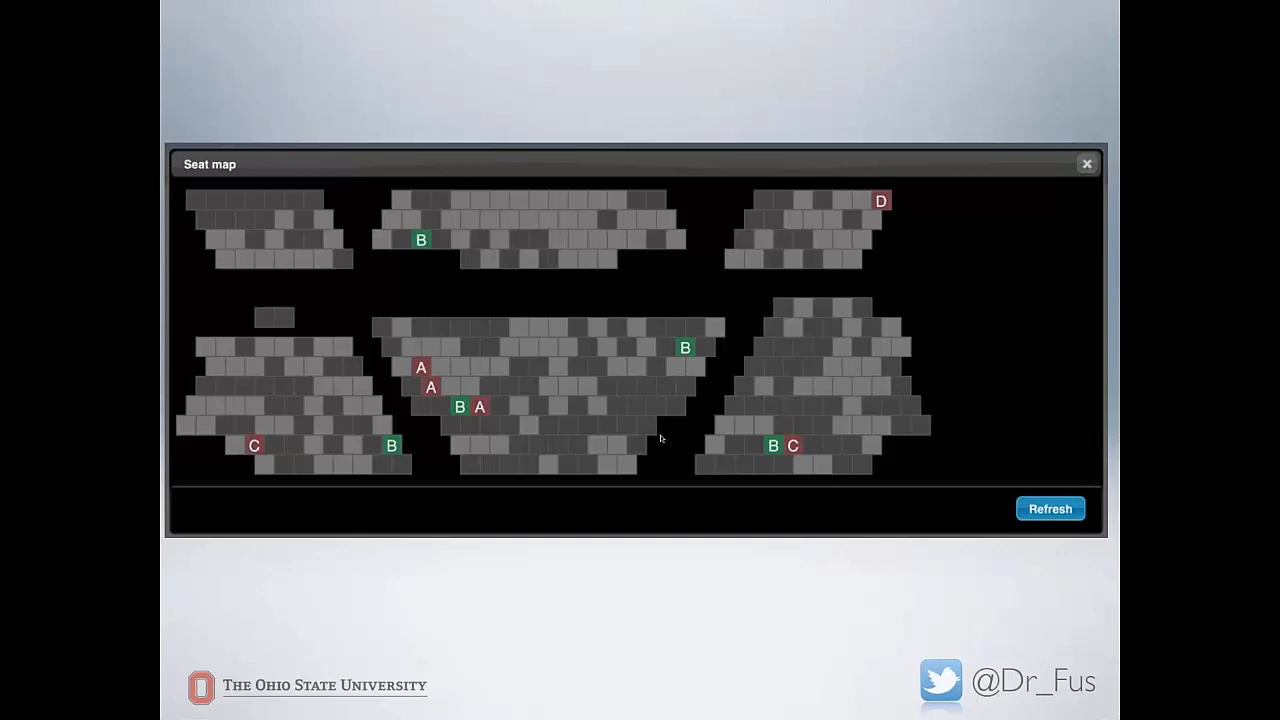 Seat map
D
B
B
A
A
B A
C B B C
Refresh
THE OHIO STATE UNIVERSITY
@Dr_Fus